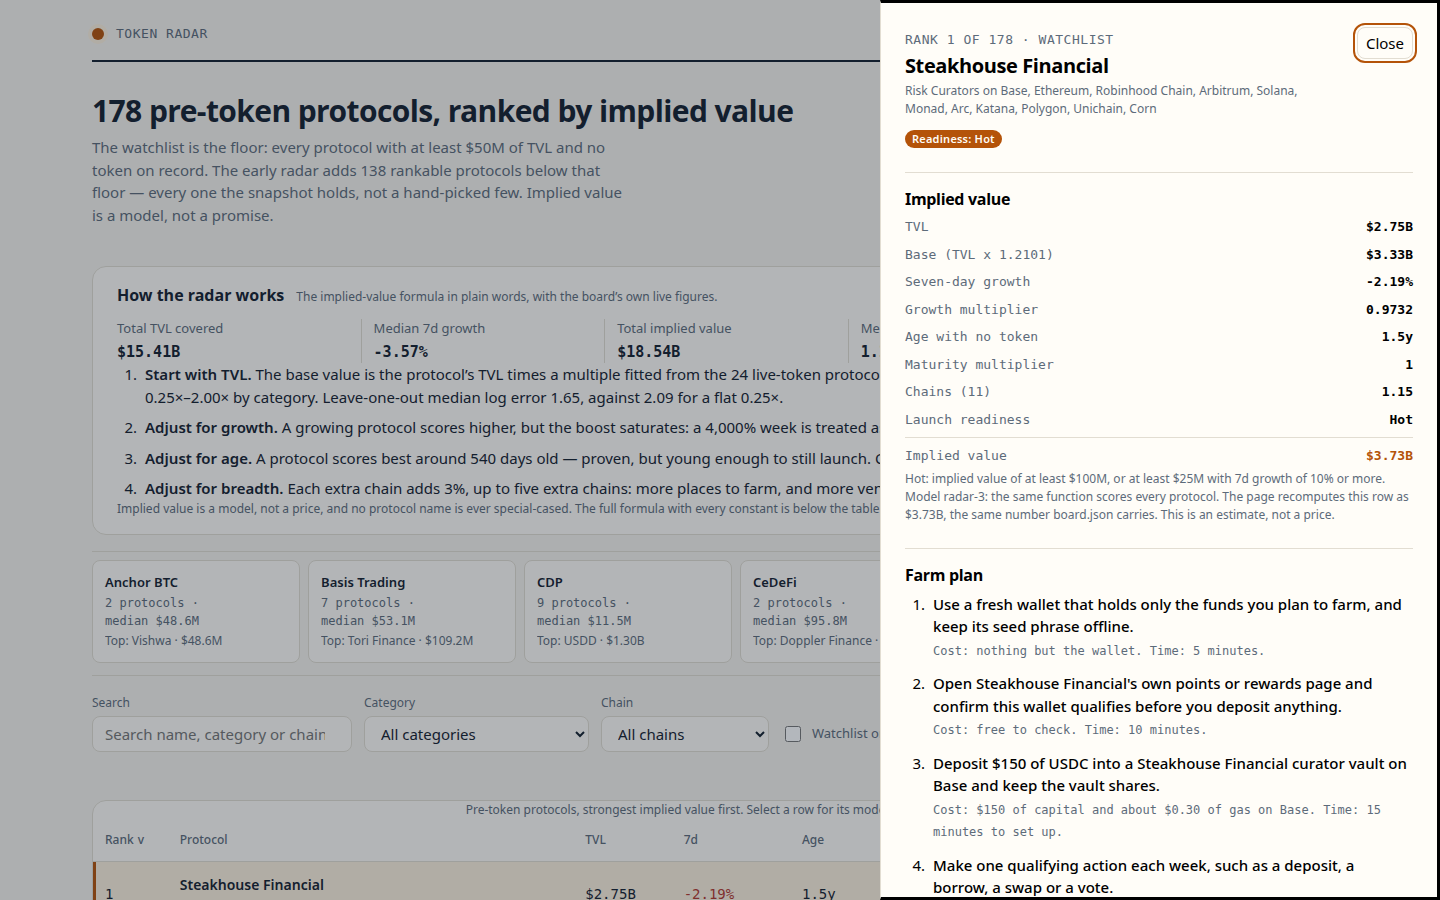 TOKEN RADAR
178 pre-token protocols, ranked by implied value
The watchlist is the floor: every protocol with at least $50M of TVL and no
token on record. The early radar adds 138 rankable protocols below that
floor — every one the snapshot holds, not a hand-picked few. Implied value
is a model, not a promise.
How the radar works The implied-value formula in plain words, with the board's own live figures.
Total TVL covered Median 7d growth Total implied value Me
$15.41B -3.57% $18.54B 1.
1. Start with TVL. The base value is the protocol's TVL times a multiple fitted from the 24 live-token protoco
0.25×–2.00× by category. Leave-one-out median log error 1.65, against 2.09 for a flat 0.25×.
2. Adjust for growth. A growing protocol scores higher, but the boost saturates: a 4,000% week is treated a
3. Adjust for age. A protocol scores best around 540 days old — proven, but young enough to still launch. C
4. Adjust for breadth. Each extra chain adds 3%, up to five extra chains: more places to farm, and more ver
Implied value is a model, not a price, and no protocol name is ever special-cased. The full formula with every constant is below the table
Anchor BTC
2 protocols ·
median $48.6M
Top: Vishwa · $48.6M
Basis Trading
7 protocols ·
median $53.1M
Top: Tori Finance · $109.2M
CDP
9 protocols ·
median $11.5M
Top: USDD · $1.30B
CeDeFi
2 protocols ·
median $95.8M
Top: Doppler Finance ·
Search Category Chain
Search name, category or chain All categories All chains Watchlist o
Pre-token protocols, strongest implied value first. Select a row for its mod
Rank v Protocol TVL 7d Age
1 Steakhouse Financial $2.75B -2.19% 1.5y
RANK 1 OF 178 · WATCHLIST
Close
Steakhouse Financial
Risk Curators on Base, Ethereum, Robinhood Chain, Arbitrum, Solana,
Monad, Arc, Katana, Polygon, Unichain, Corn
Readiness: Hot
Implied value
TVL $2.75B
Base (TVL x 1.2101) $3.33B
Seven-day growth -2.19%
Growth multiplier 0.9732
Age with no token 1.5y
Maturity multiplier 1
Chains (11) 1.15
Launch readiness Hot
Implied value $3.73B
Hot: implied value of at least $100M, or at least $25M with 7d growth of 10% or more.
Model radar-3: the same function scores every protocol. The page recomputes this row as
$3.73B, the same number board.json carries. This is an estimate, not a price.
Farm plan
1. Use a fresh wallet that holds only the funds you plan to farm, and
keep its seed phrase offline.
Cost: nothing but the wallet. Time: 5 minutes.
2. Open Steakhouse Financial's own points or rewards page and
confirm this wallet qualifies before you deposit anything.
Cost: free to check. Time: 10 minutes.
3. Deposit $150 of USDC into a Steakhouse Financial curator vault on
Base and keep the vault shares.
Cost: $150 of capital and about $0.30 of gas on Base. Time: 15
minutes to set up.
4. Make one qualifying action each week, such as a deposit, a
borrow, a swap or a vote.